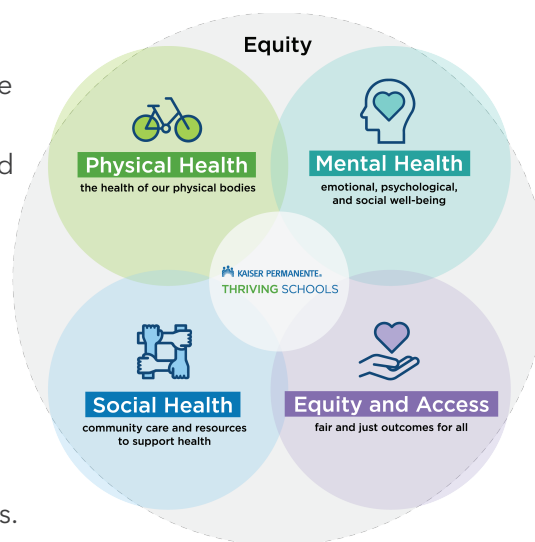 Equity
e
d
Physical Health
the health of our physical bodies
Mental Health
emotional, psychological,
and social well-being
KAISER PERMANENTE®
THRIVING SCHOOLS
Social Health
community care and resources
to support health
Equity and Access
fair and just outcomes for all
s.